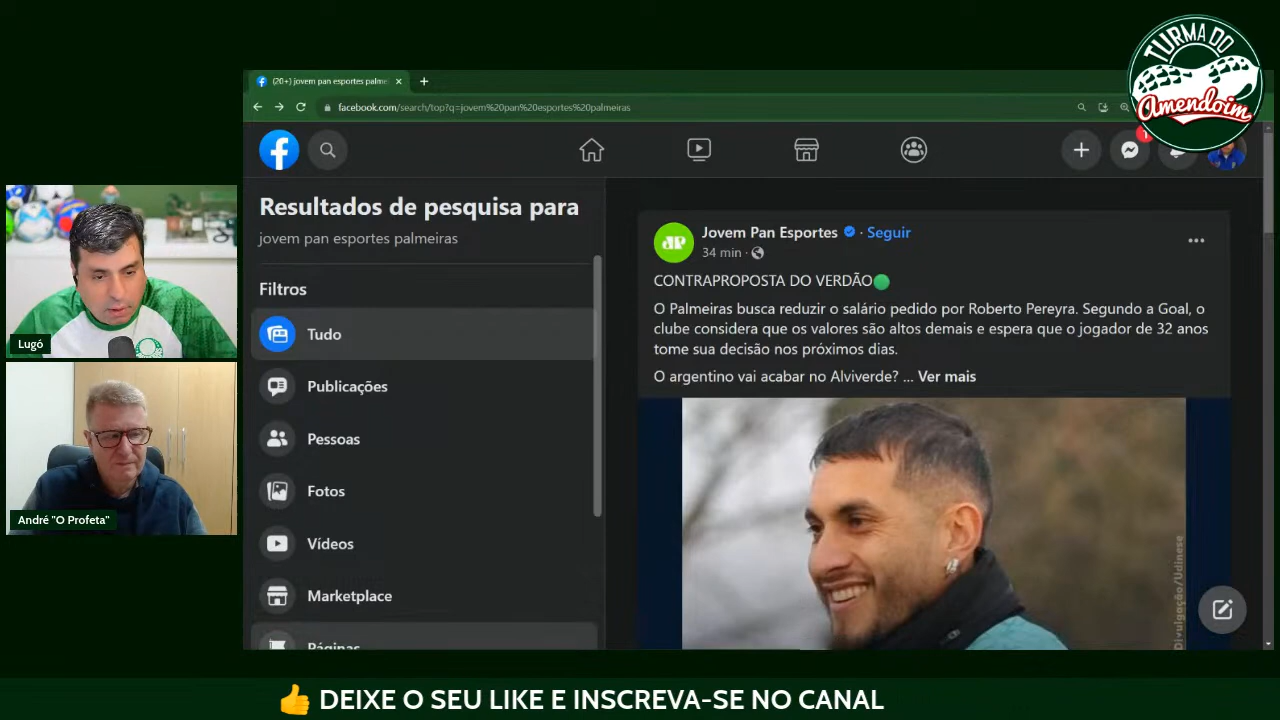 TURMA DO
amendoim
(20+) jovem pan esportes palme
facebook.com/search/top?q=jovem%20pan%20esportes%20palmeiras
1
Resultados de pesquisa para
jovem pan esportes palmeiras
Filtros
Tudo
Publicações
Pessoas
Fotos
Vídeos
Marketplace
Páginas
JP
Jovem Pan Esportes · Seguir
34 min ·
CONTRAPROPOSTA DO VERDÃO
O Palmeiras busca reduzir o salário pedido por Roberto Pereyra. Segundo a Goal, o
clube considera que os valores são altos demais e espera que o jogador de 32 anos
tome sua decisão nos próximos dias.
O argentino vai acabar no Alviverde? ... Ver mais
Divulgação/Udinese
Lugó
André "O Profeta"
DEIXE O SEU LIKE E INSCREVA-SE NO CANAL